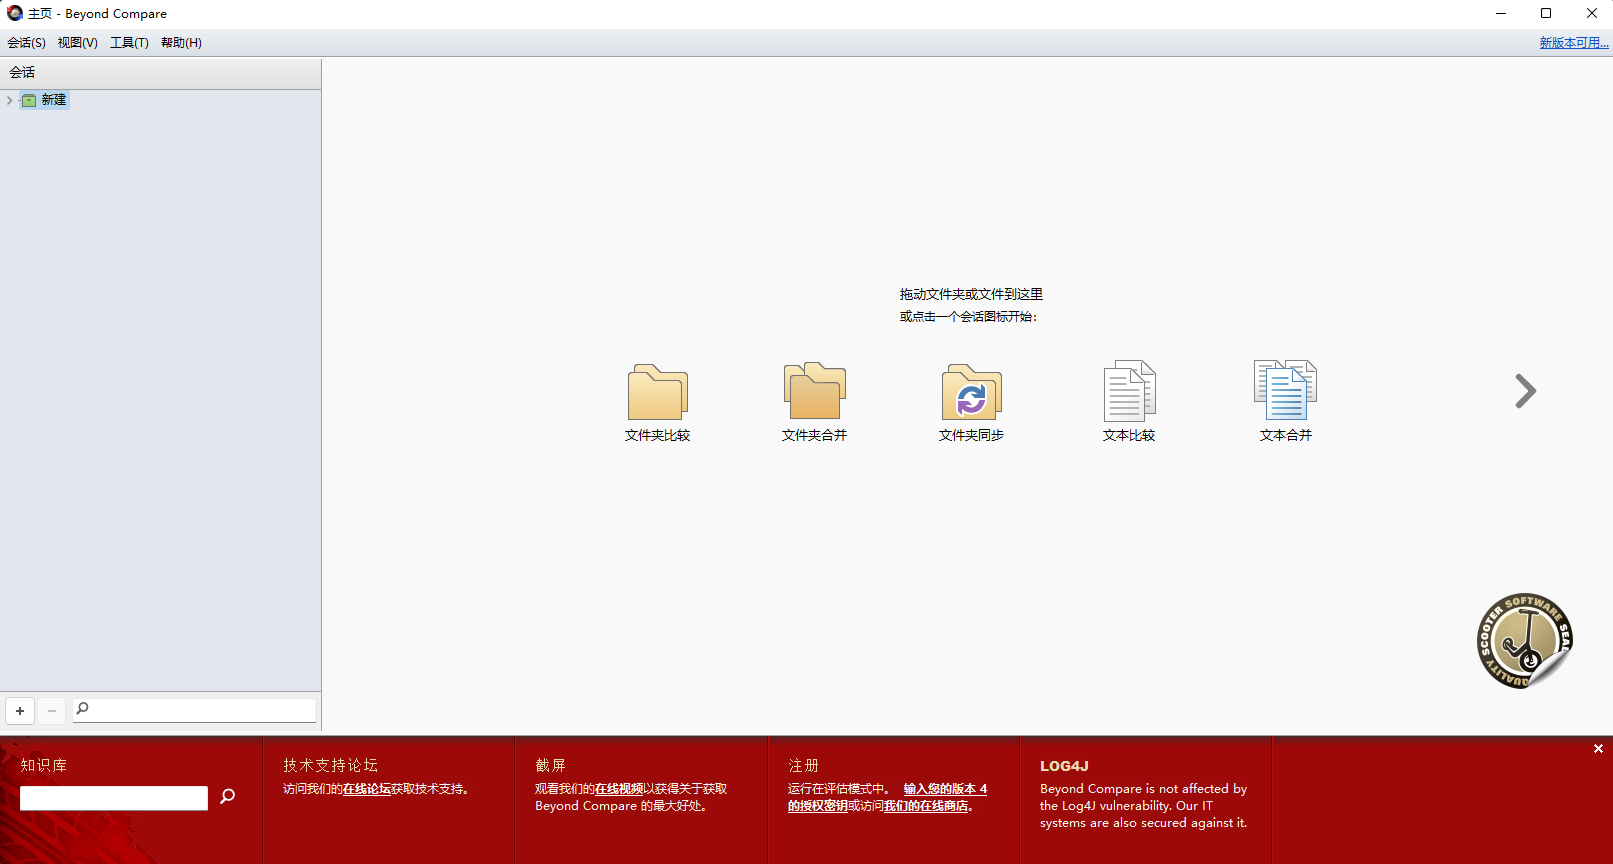 主页 - Beyond Compare
会话(S) 视图(V) 工具(T) 帮助(H)
新版本可用...
会话
新建
拖动文件夹或文件到这里
或点击一个会话图标开始：
文件夹比较
文件夹合并
文件夹同步
文本比较
文本合并
SCOOTER SOFTWARE SEAL
QUALITY
知识库
技术支持论坛
访问我们的在线论坛获取技术支持。
截屏
观看我们的在线视频以获得关于获取
Beyond Compare 的最大好处。
注册
运行在评估模式中。 输入您的版本 4
的授权密钥或访问我们的在线商店。
LOG4J
Beyond Compare is not affected by
the Log4J vulnerability. Our IT
systems are also secured against it.